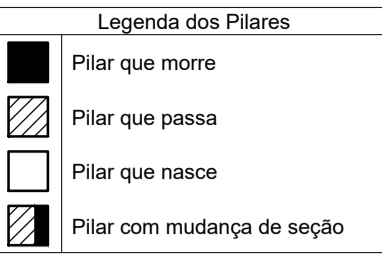 Legenda dos Pilares
Pilar que morre
Pilar que passa
Pilar que nasce
Pilar com mudança de seção